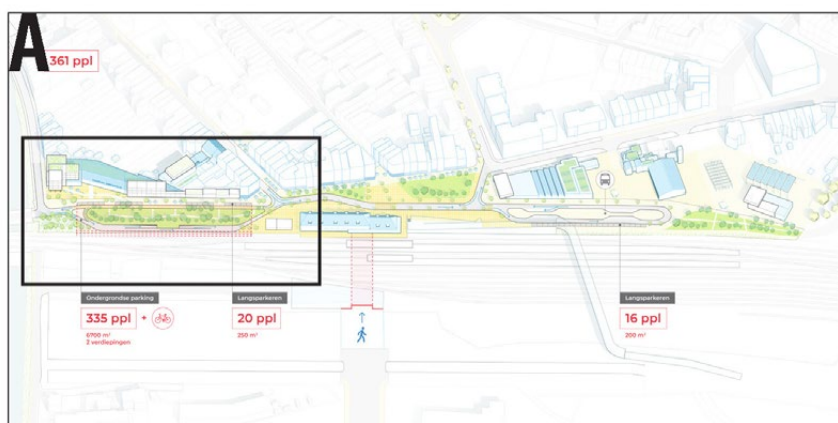 A
361 ppl
Ondergrondse parking
335 ppl +
6700 m²
2 verdiepingen
Langsparkeren
20 ppl
250 m²
Langsparkeren
16 ppl
200 m²